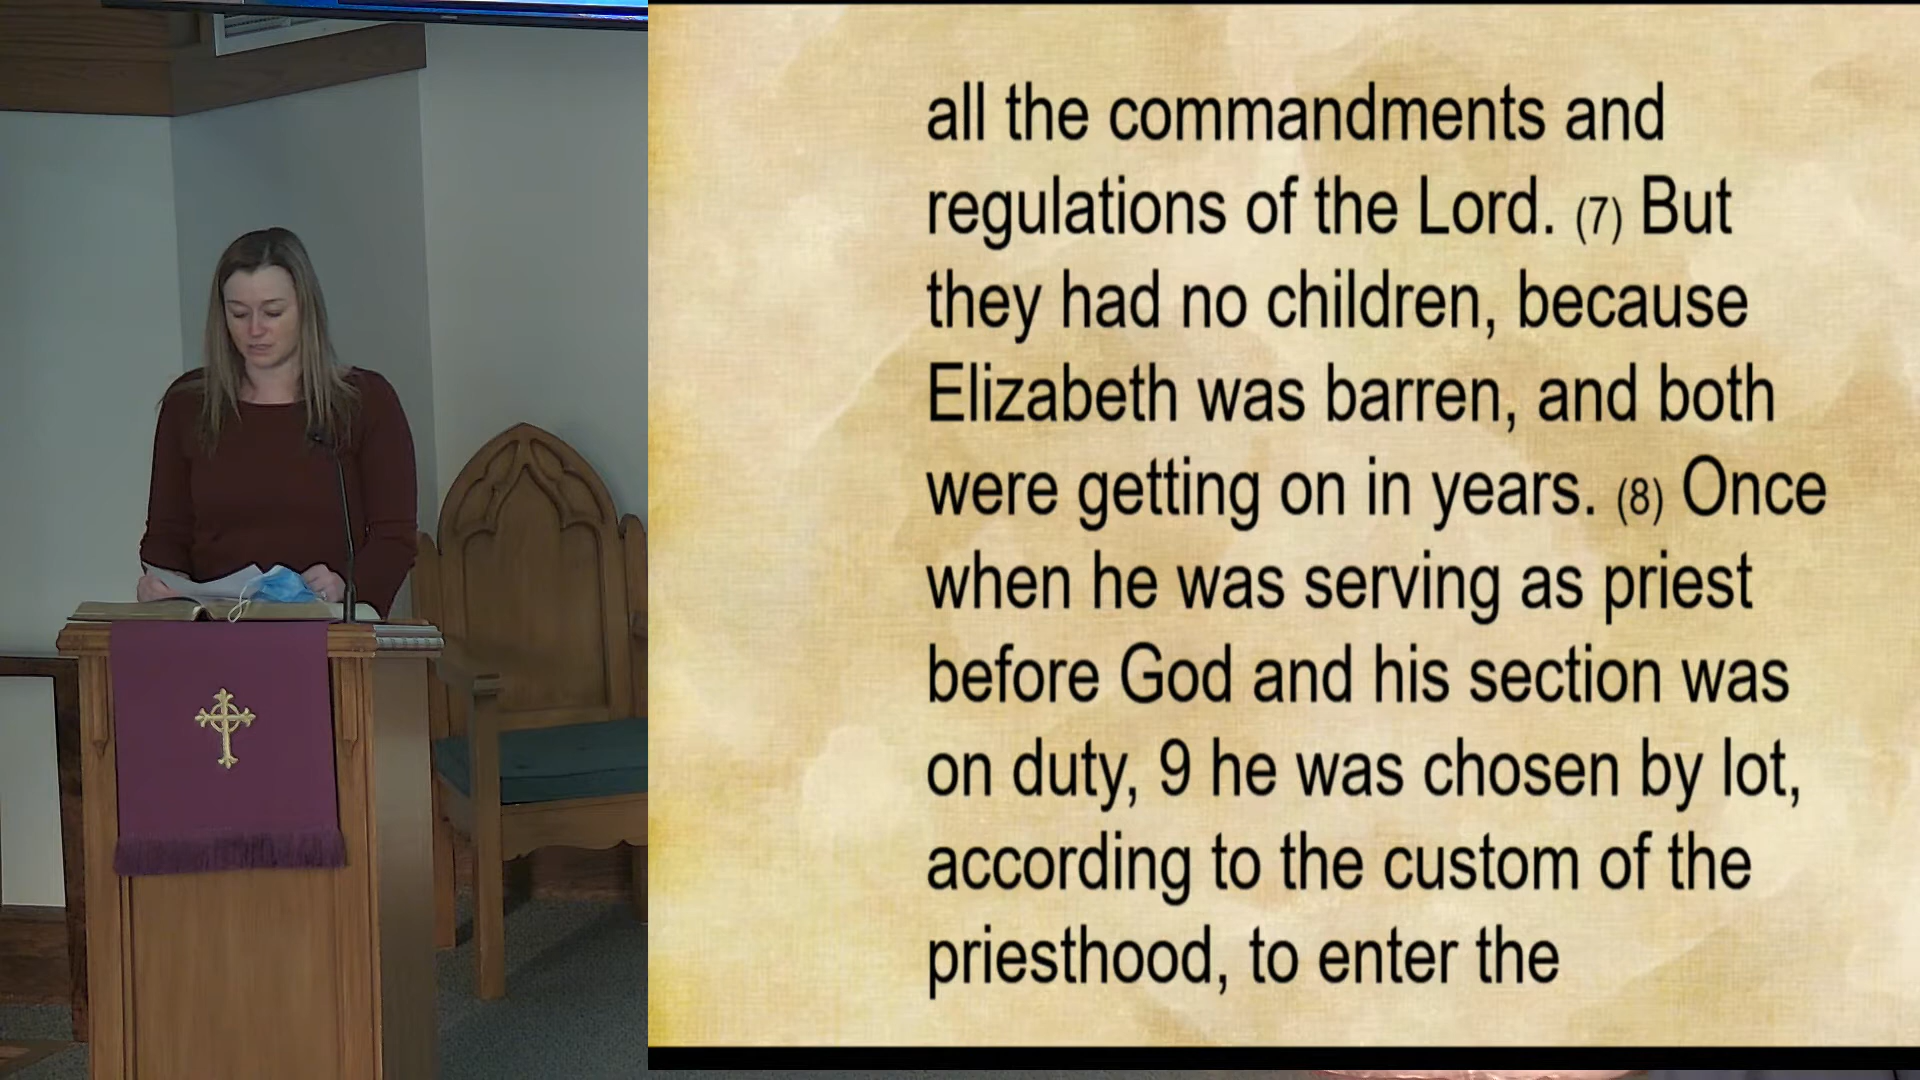 all the commandments and
regulations of the Lord. (7) But
they had no children, because
Elizabeth was barren, and both
were getting on in years. (8) Once
when he was serving as priest
before God and his section was
on duty, 9 he was chosen by lot,
according to the custom of the
priesthood, to enter the